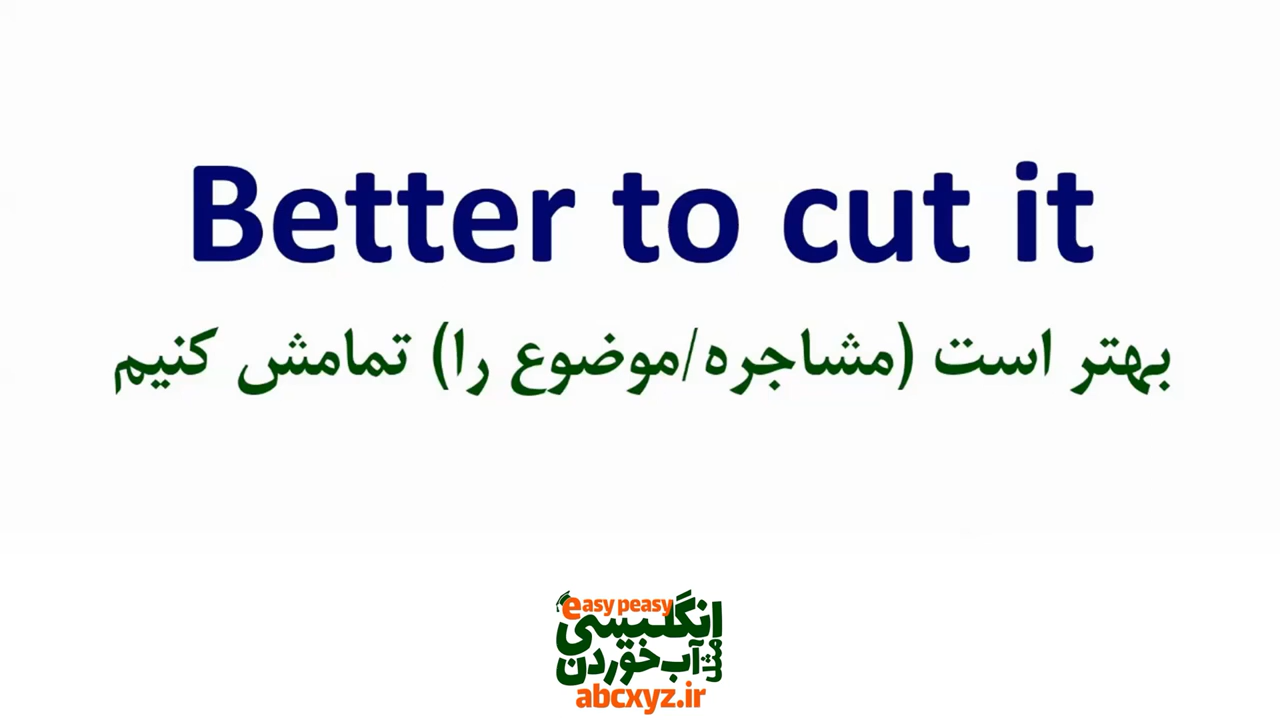 Better to cut it
بهتر است (مشاجره/موضوع را) تمامش کنیم
easy peasy
انگلیسی
مثل آب خوردن
abcxyz.ir